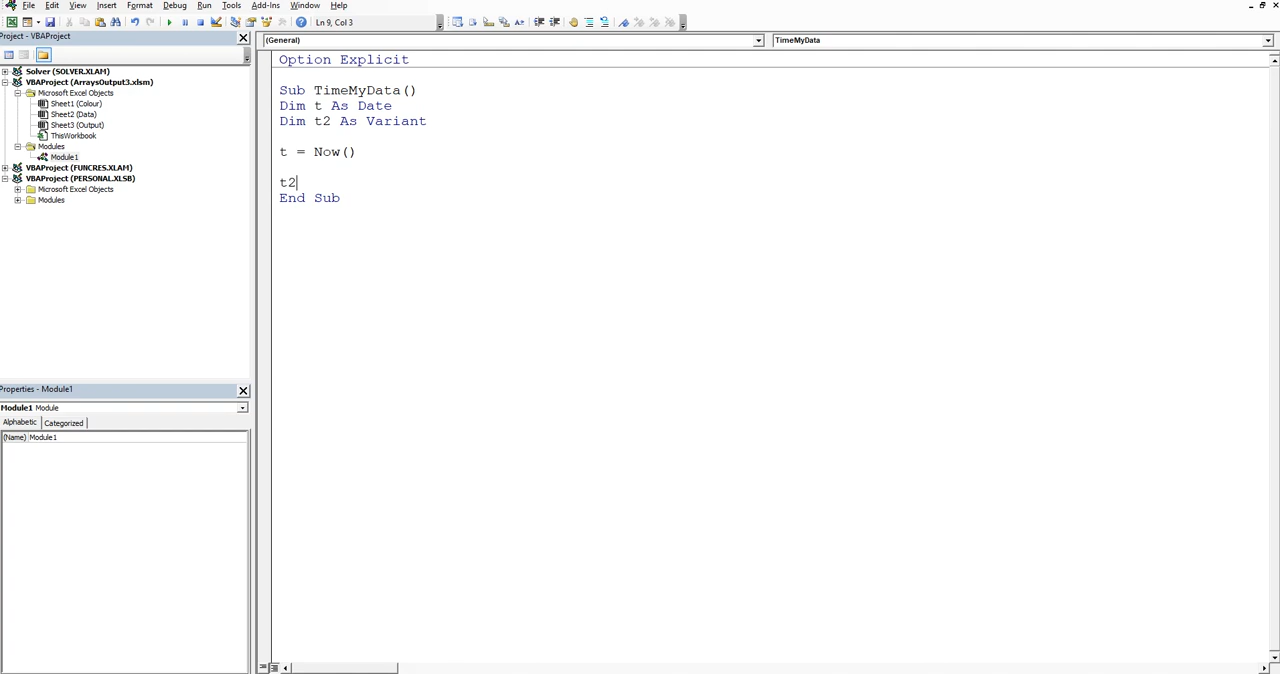 File Edit View Insert Format Debug Run Tools Add-Ins Window Help
Ln 9, Col 3
Project - VBAProject
(General)
TimeMyData
Solver (SOLVER.XLAM)
VBAProject (ArraysOutput3.xlsm)
Microsoft Excel Objects
Sheet1 (Colour)
Sheet2 (Data)
Sheet3 (Output)
ThisWorkbook
Modules
Module1
VBAProject (FUNCRES.XLAM)
VBAProject (PERSONAL.XLSB)
Microsoft Excel Objects
Modules
Properties - Module1
Module1 Module
Alphabetic Categorized
(Name) Module1
Option Explicit
Sub TimeMyData()
Dim t As Date
Dim t2 As Variant
t = Now()
t2
End Sub